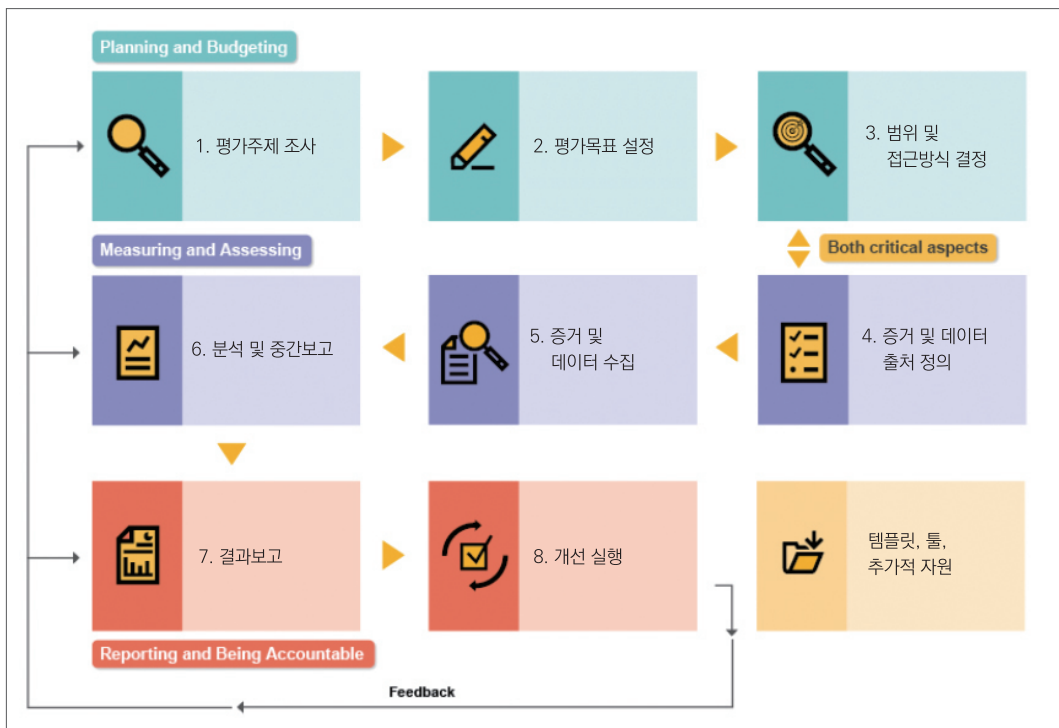 Planning and Budgeting
1. 평가주제 조사
2. 평가목표 설정
3. 범위 및
접근방식 결정
Measuring and Assessing
Both critical aspects
6. 분석 및 중간보고
5. 증거 및
데이터 수집
4. 증거 및 데이터
출처 정의
7. 결과보고
8. 개선 실행
템플릿, 툴,
추가적 자원
Reporting and Being Accountable
Feedback